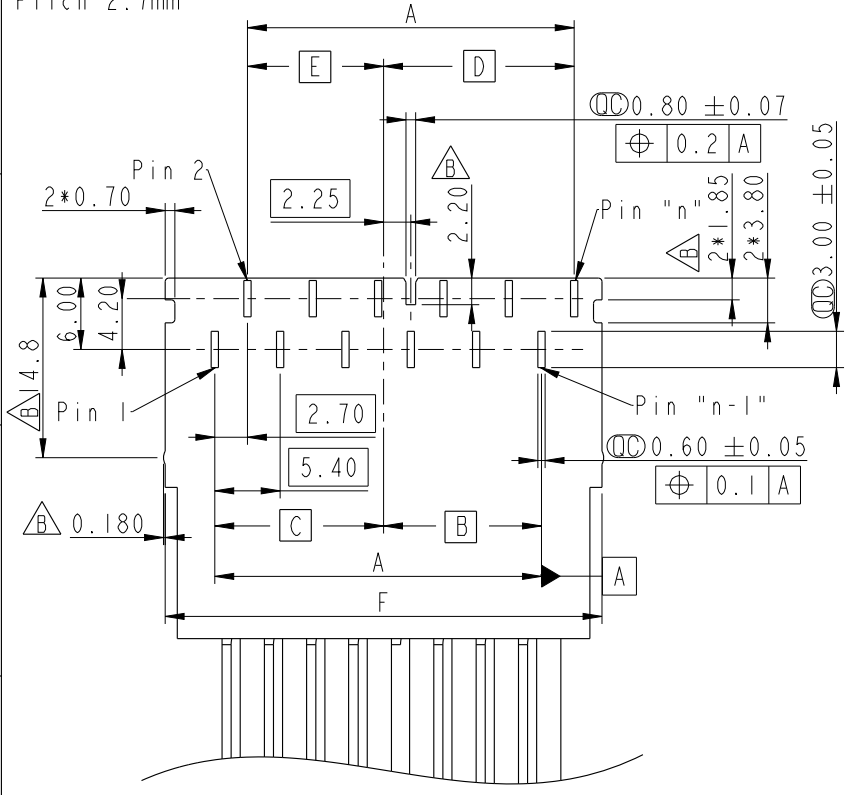 Pitch 2.7mm
A
E
D
QC 0.80 ±0.07
⌖ 0.2 A
Pin 2
B
2*0.70
2.25
2.20
Pin "n"
B
2*1.85
2*3.80
QC 3.00 ±0.05
6.00
4.20
B 14.8
Pin 1
2.70
Pin "n-1"
QC 0.60 ±0.05
5.40
⌖ 0.1 A
B 0.180
C
B
A
A
F